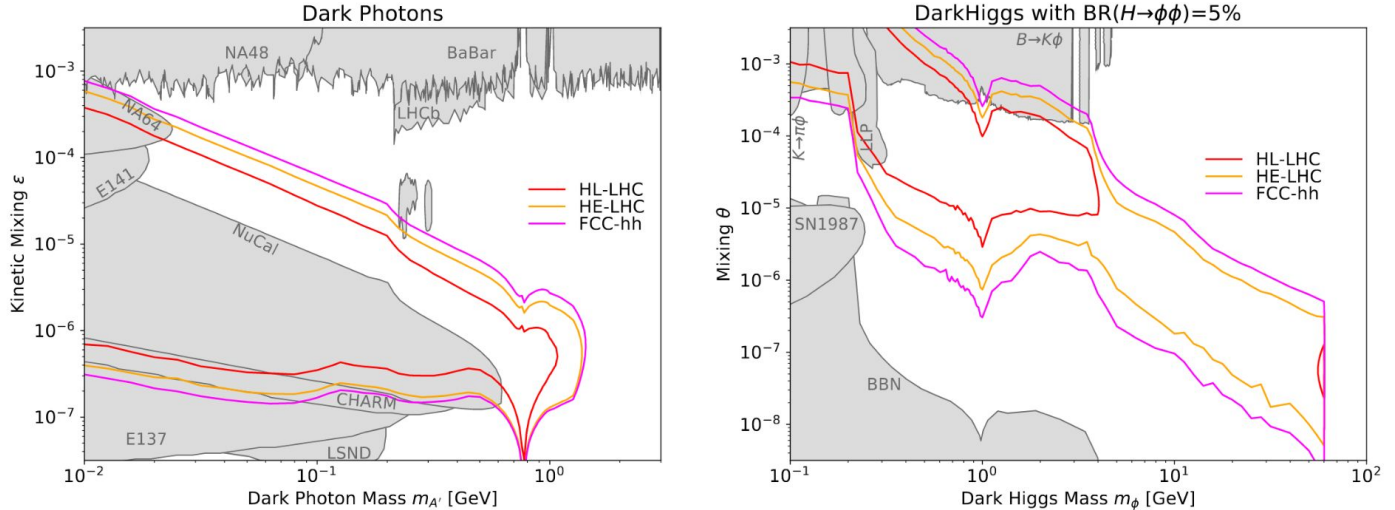 Dark Photons
NA48
BaBar
LHCb
NA64
E141
NuCal
CHARM
E137
LSND
HL-LHC
HE-LHC
FCC-hh
10⁻³
10⁻⁴
10⁻⁵
10⁻⁶
10⁻⁷
Kinetic Mixing ε
10⁻²
10⁻¹
10⁰
Dark Photon Mass m_A′ [GeV]
DarkHiggs with BR(H→ϕϕ)=5%
B→Kϕ
K→πϕ
LLP
SN1987
BBN
HL-LHC
HE-LHC
FCC-hh
10⁻³
10⁻⁴
10⁻⁵
10⁻⁶
10⁻⁷
10⁻⁸
Mixing θ
10⁻¹
10⁰
10¹
10²
Dark Higgs Mass m_ϕ [GeV]